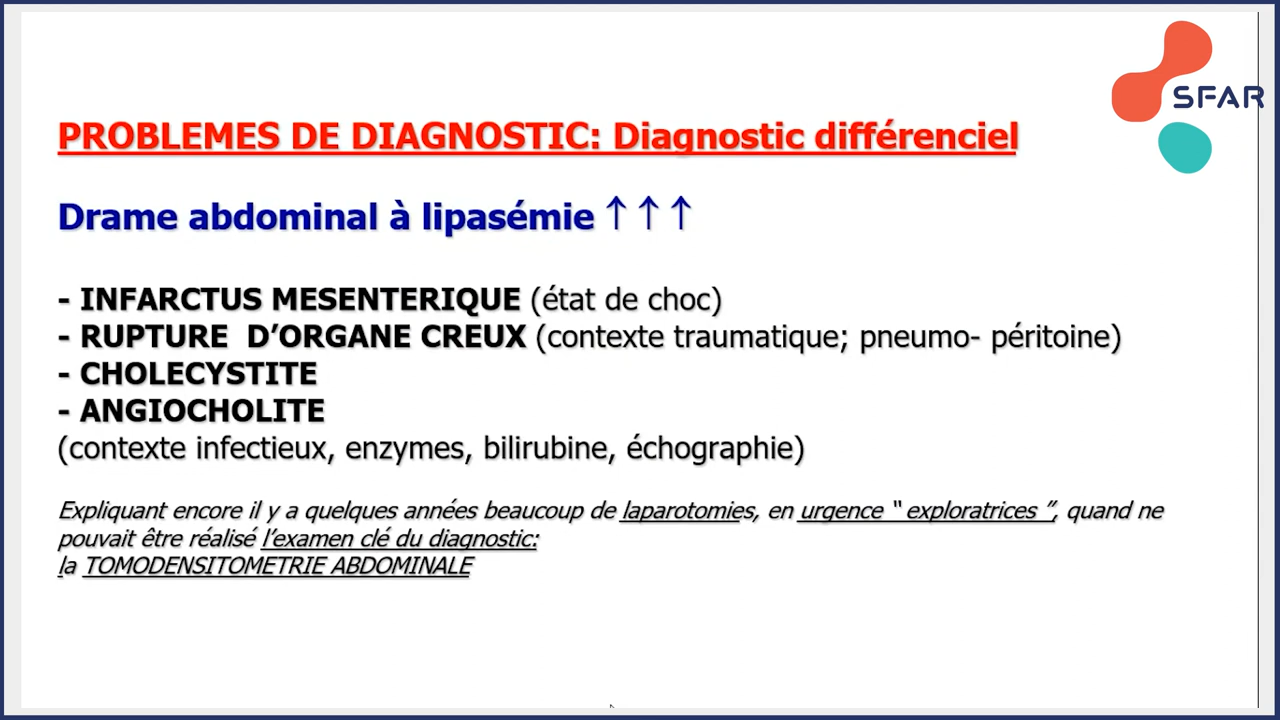 SFAR
PROBLEMES DE DIAGNOSTIC: Diagnostic différenciel
Drame abdominal à lipasémie ↑ ↑ ↑
- INFARCTUS MESENTERIQUE (état de choc)
- RUPTURE D’ORGANE CREUX (contexte traumatique; pneumo- péritoine)
- CHOLECYSTITE
- ANGIOCHOLITE
(contexte infectieux, enzymes, bilirubine, échographie)
Expliquant encore il y a quelques années beaucoup de laparotomies, en urgence “ exploratrices ”, quand ne
pouvait être réalisé l’examen clé du diagnostic:
la TOMODENSITOMETRIE ABDOMINALE